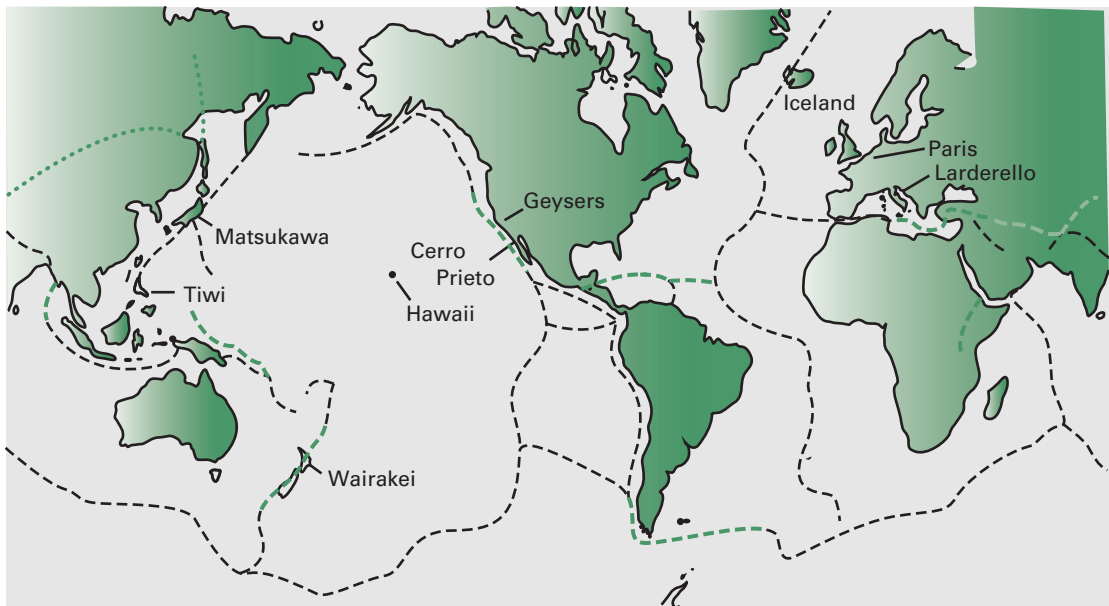 Iceland
Paris
Larderello
Geysers
Matsukawa
Cerro
Prieto
Tiwi
Hawaii
Wairakei